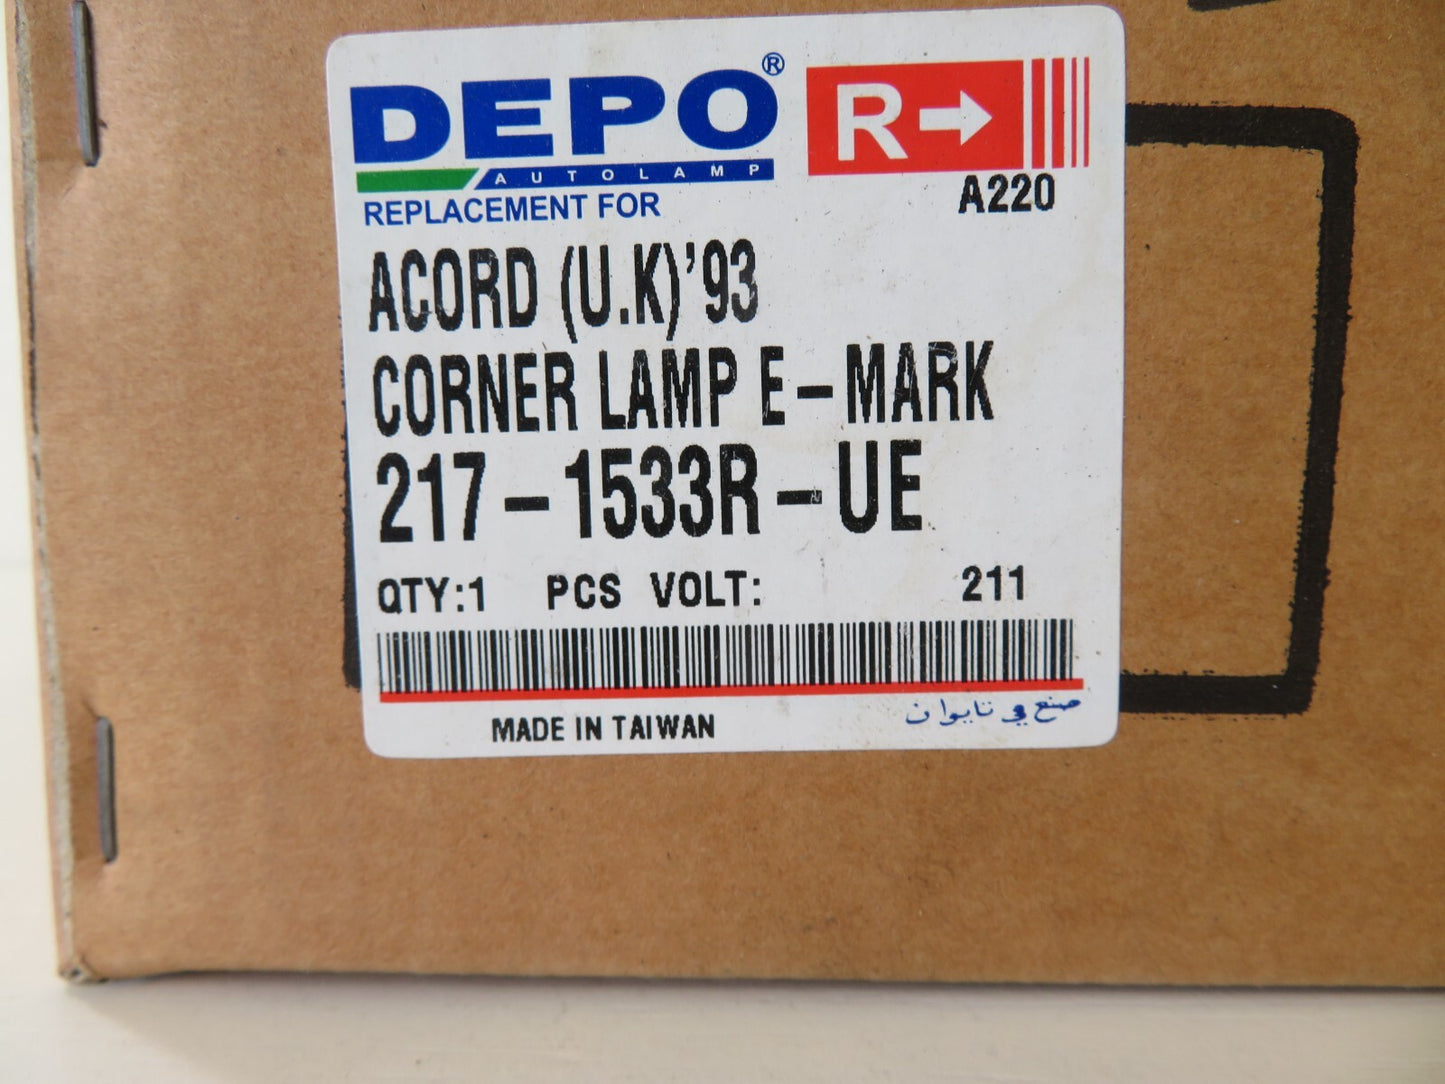 DEPO®
AUTOLAMP
R→
REPLACEMENT FOR
A220
ACORD (U.K)'93
CORNER LAMP E-MARK
217-1533R-UE
QTY:1 PCS VOLT: 211
MADE IN TAIWAN
صنع في تايوان